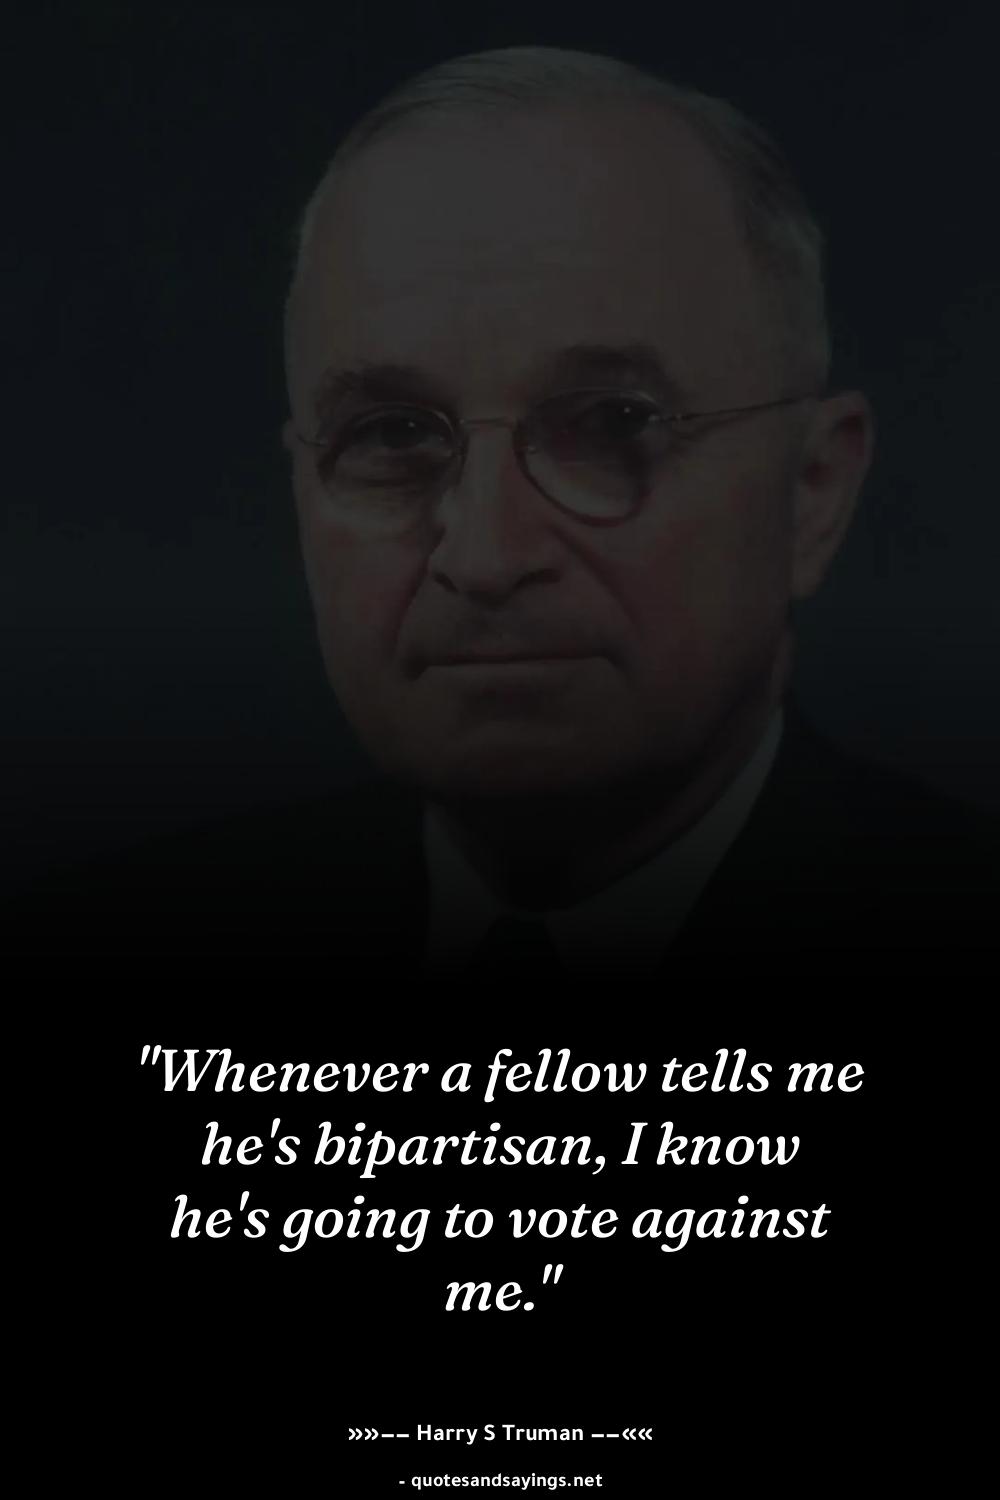 "Whenever a fellow tells me
he's bipartisan, I know
he's going to vote against
me."
»»–– Harry S Truman ––««
- quotesandsayings.net